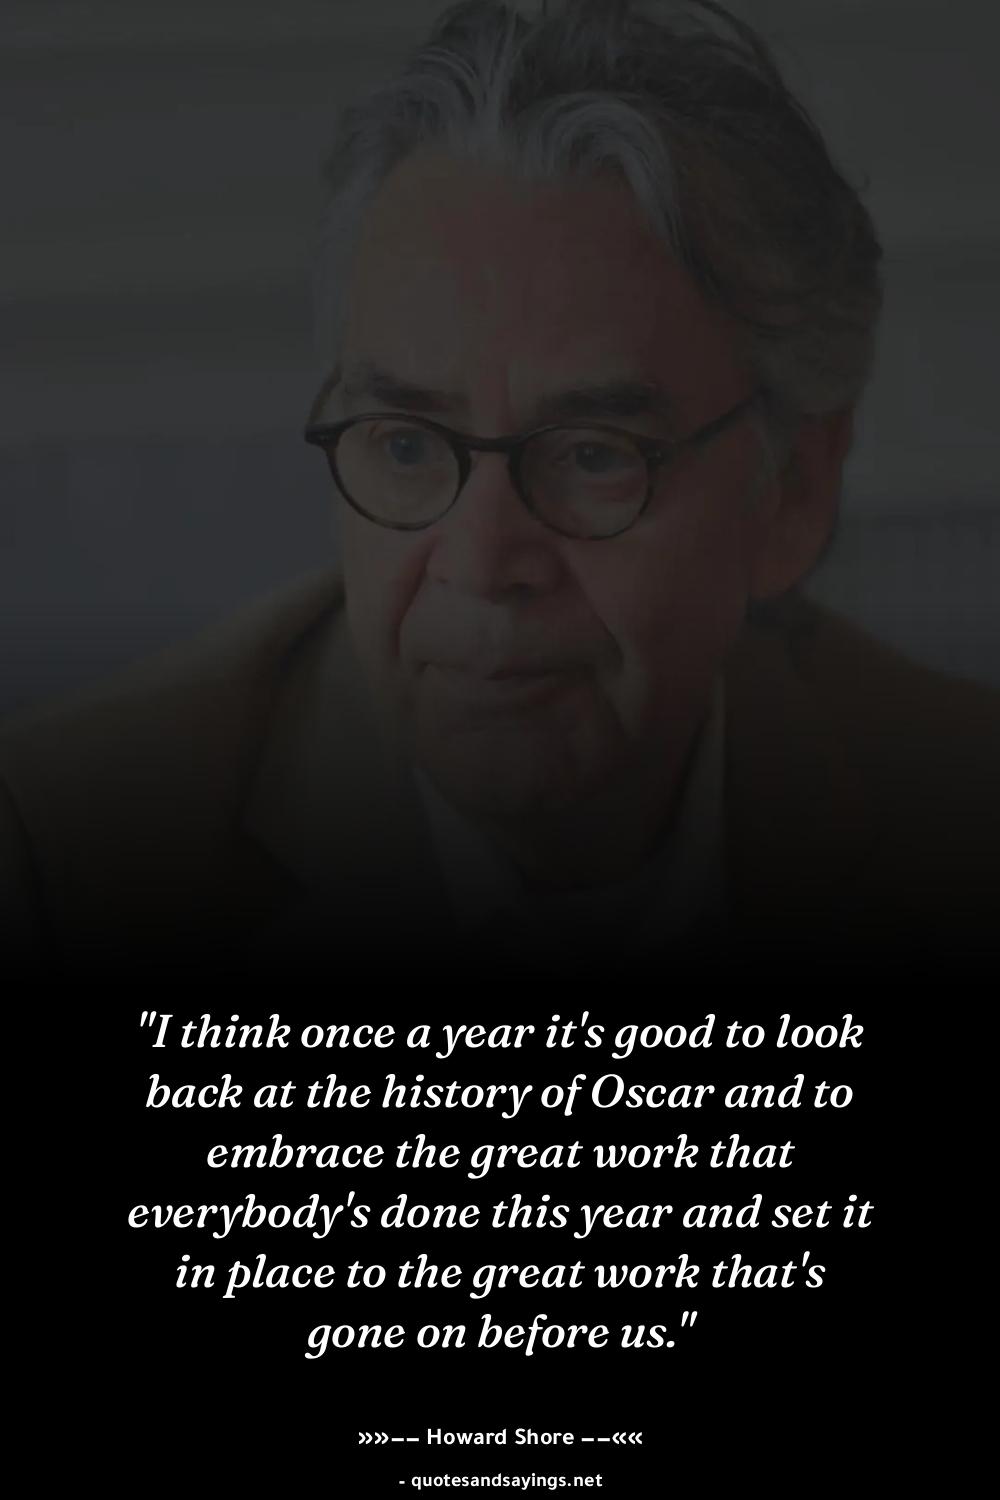 "I think once a year it's good to look
back at the history of Oscar and to
embrace the great work that
everybody's done this year and set it
in place to the great work that's
gone on before us."
»»–– Howard Shore ––««
- quotesandsayings.net